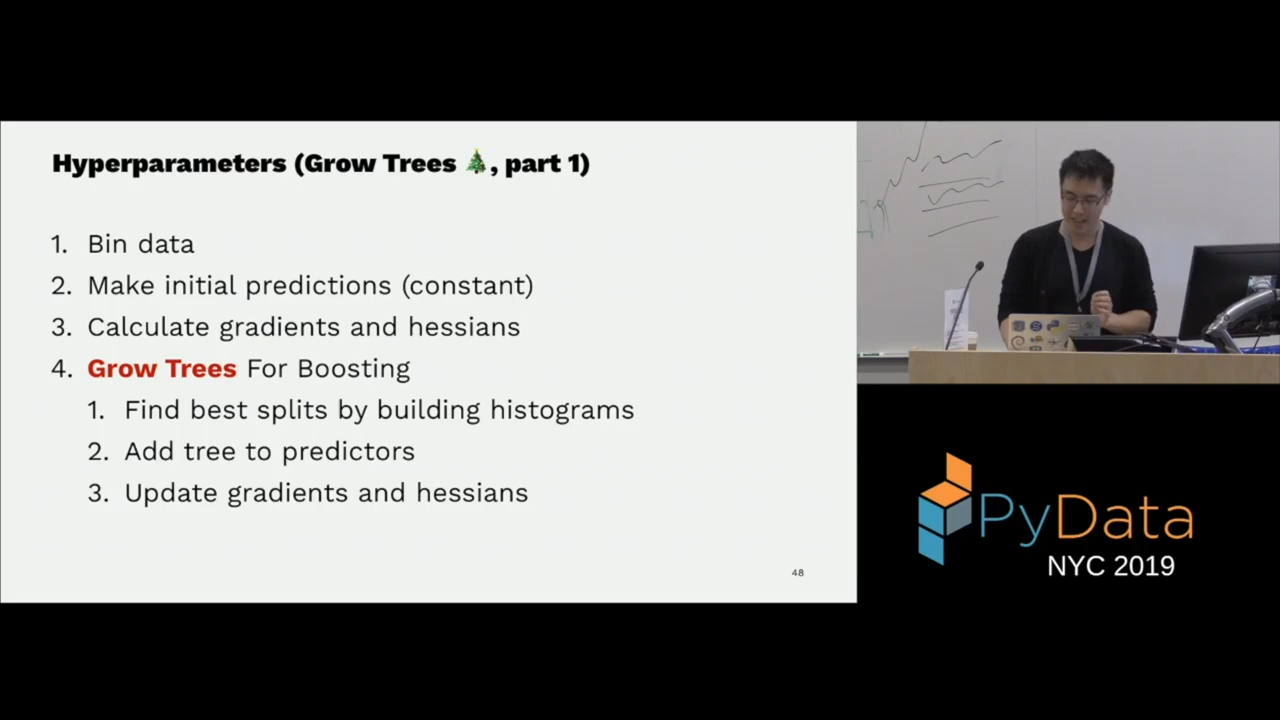 Hyperparameters (Grow Trees 🎄, part 1)
1. Bin data
2. Make initial predictions (constant)
3. Calculate gradients and hessians
4. Grow Trees For Boosting
1. Find best splits by building histograms
2. Add tree to predictors
3. Update gradients and hessians
48
PyData
NYC 2019